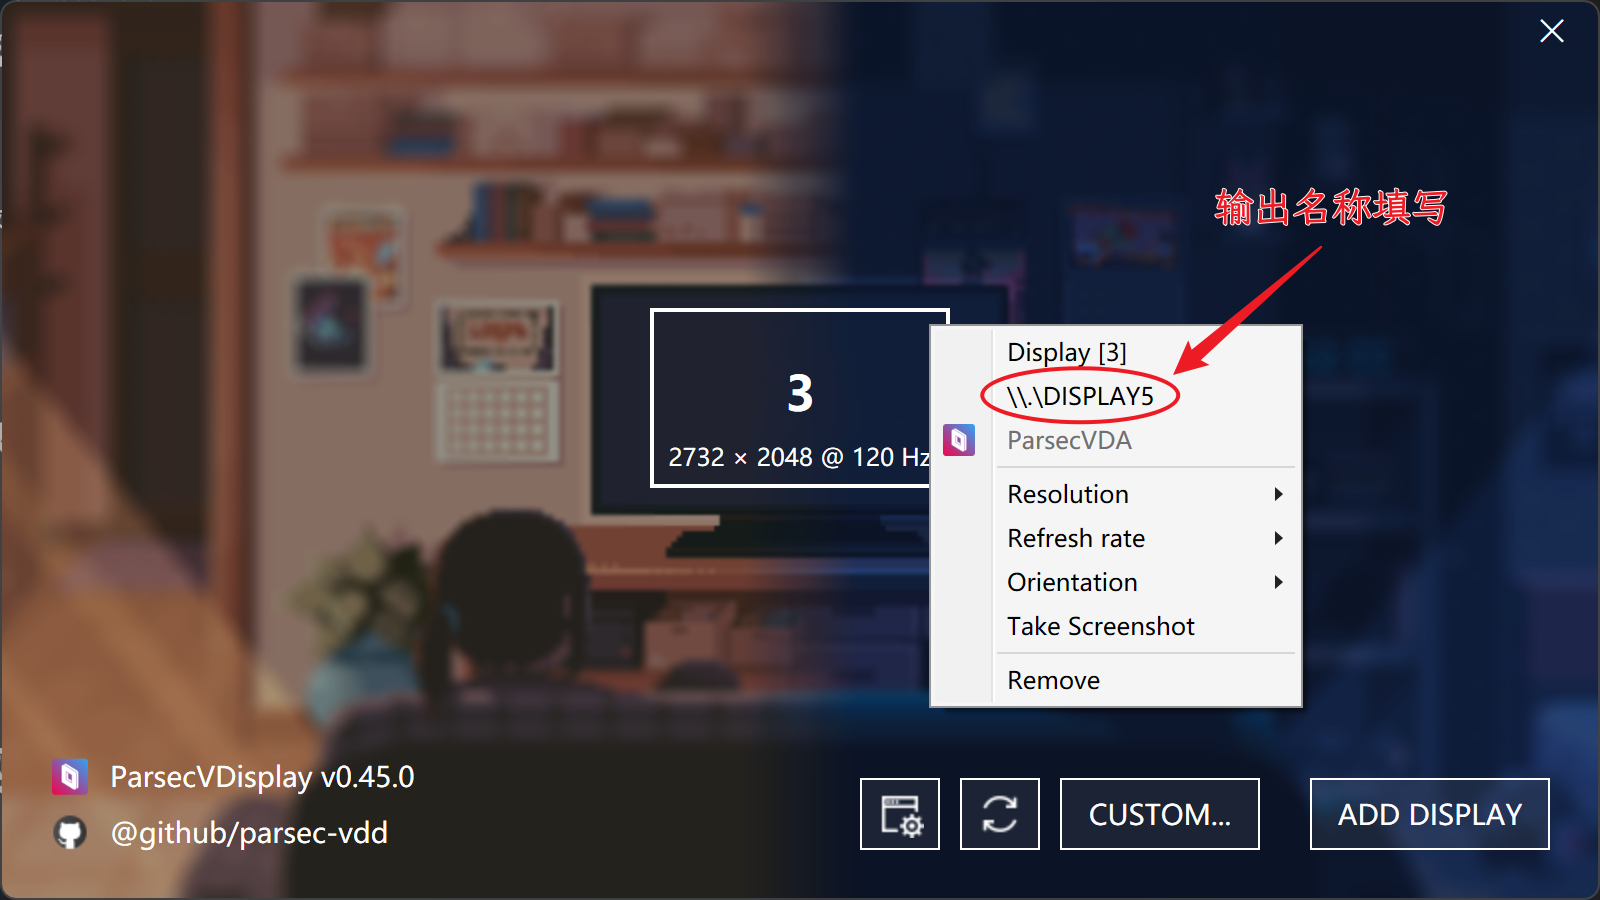 输出名称填写
3
2732 × 2048 @ 120 Hz
Display [3]
\\.\DISPLAY5
ParsecVDA
Resolution
Refresh rate
Orientation
Take Screenshot
Remove
ParsecVDisplay v0.45.0
@github/parsec-vdd
CUSTOM...
ADD DISPLAY